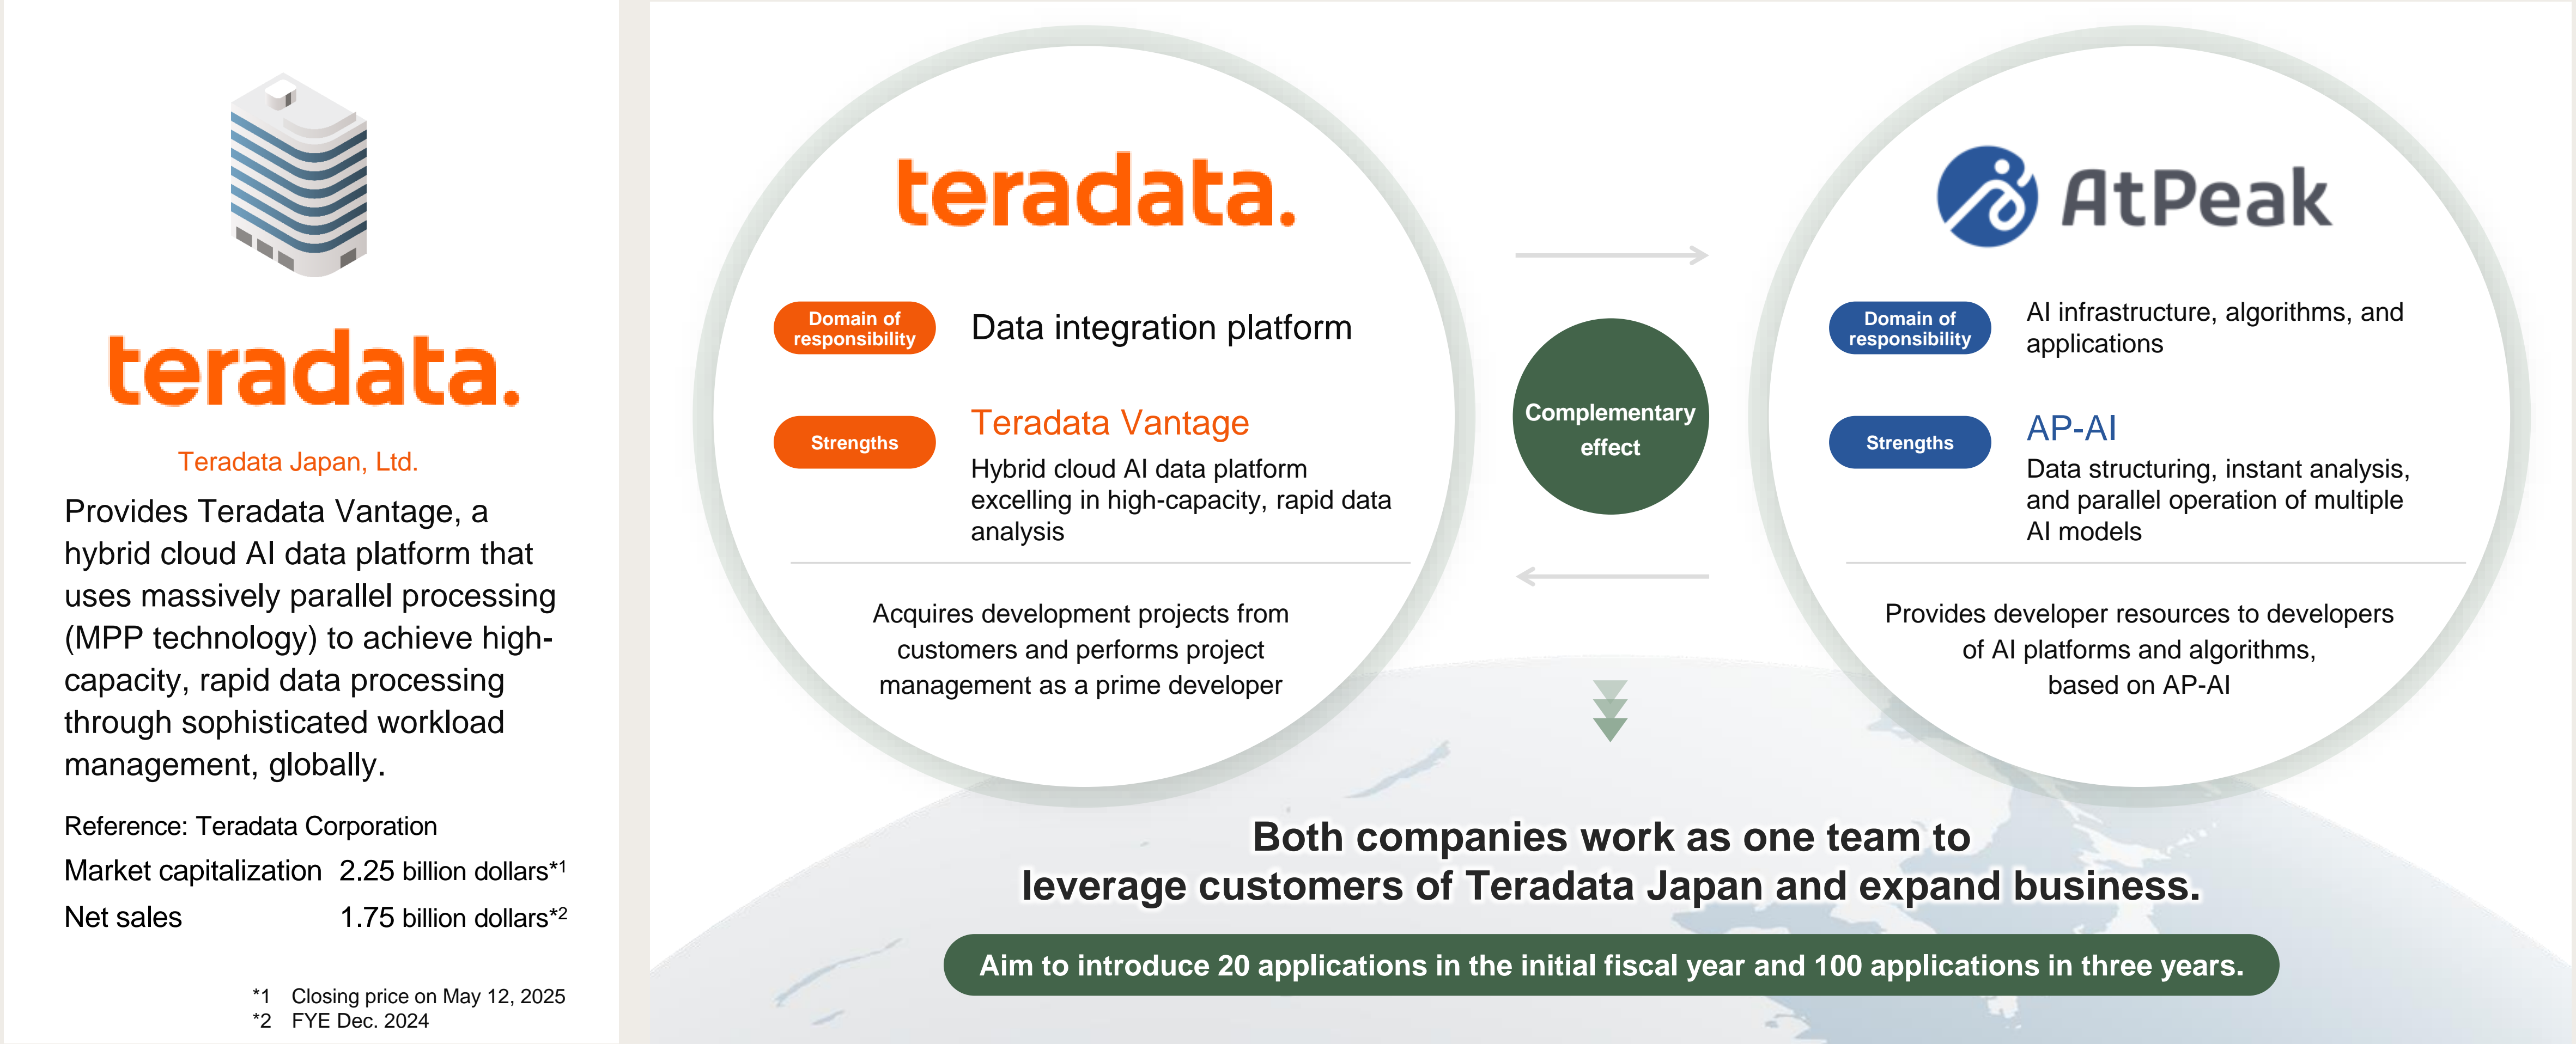 teradata.
Teradata Japan, Ltd.
Provides Teradata Vantage, a
hybrid cloud AI data platform that
uses massively parallel processing
(MPP technology) to achieve high-
capacity, rapid data processing
through sophisticated workload
management, globally.
Reference: Teradata Corporation
Market capitalization 2.25 billion dollars*1
Net sales 1.75 billion dollars*2
*1 Closing price on May 12, 2025
*2 FYE Dec. 2024
teradata.
Domain of
responsibility
Data integration platform
Strengths
Teradata Vantage
Hybrid cloud AI data platform
excelling in high-capacity, rapid data
analysis
Acquires development projects from
customers and performs project
management as a prime developer
Complementary
effect
AtPeak
Domain of
responsibility
AI infrastructure, algorithms, and
applications
Strengths
AP-AI
Data structuring, instant analysis,
and parallel operation of multiple
AI models
Provides developer resources to developers
of AI platforms and algorithms,
based on AP-AI
Both companies work as one team to
leverage customers of Teradata Japan and expand business.
Aim to introduce 20 applications in the initial fiscal year and 100 applications in three years.